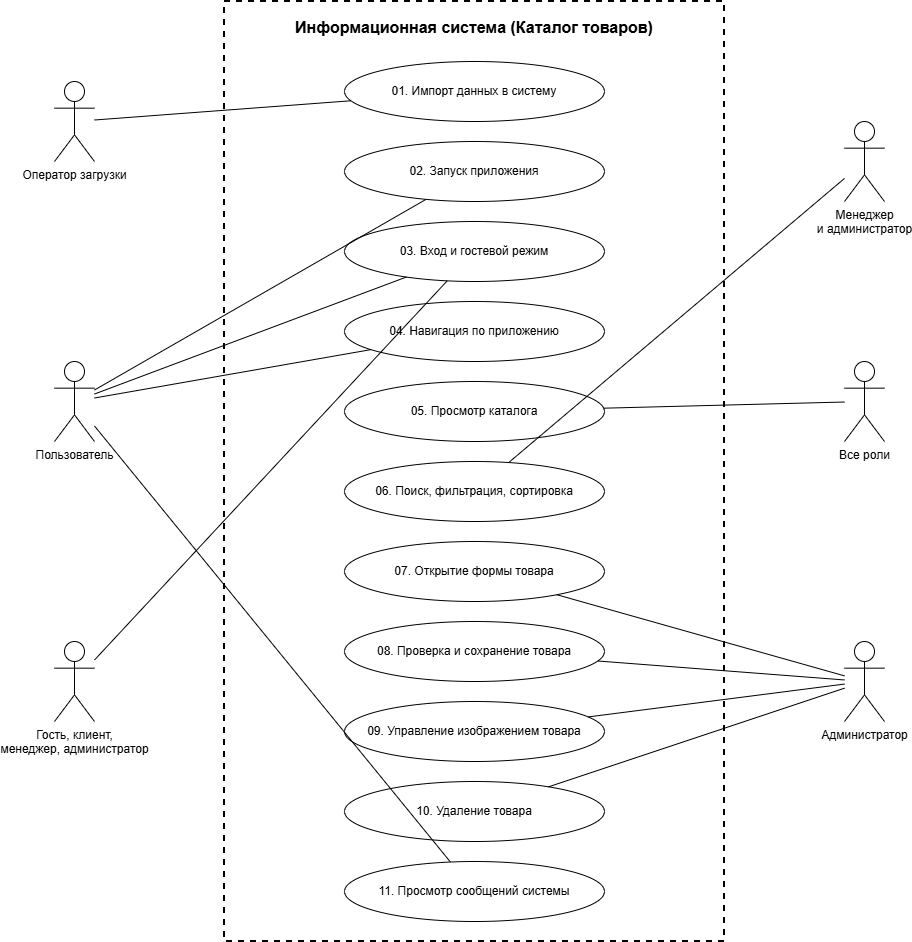 Информационная система (Каталог товаров)
01. Импорт данных в систему
Оператор загрузки
02. Запуск приложения
Менеджер
и администратор
03. Вход и гостевой режим
04. Навигация по приложению
05. Просмотр каталога
Пользователь
Все роли
06. Поиск, фильтрация, сортировка
07. Открытие формы товара
08. Проверка и сохранение товара
09. Управление изображением товара
Гость, клиент,
менеджер, администратор
Администратор
10. Удаление товара
11. Просмотр сообщений системы